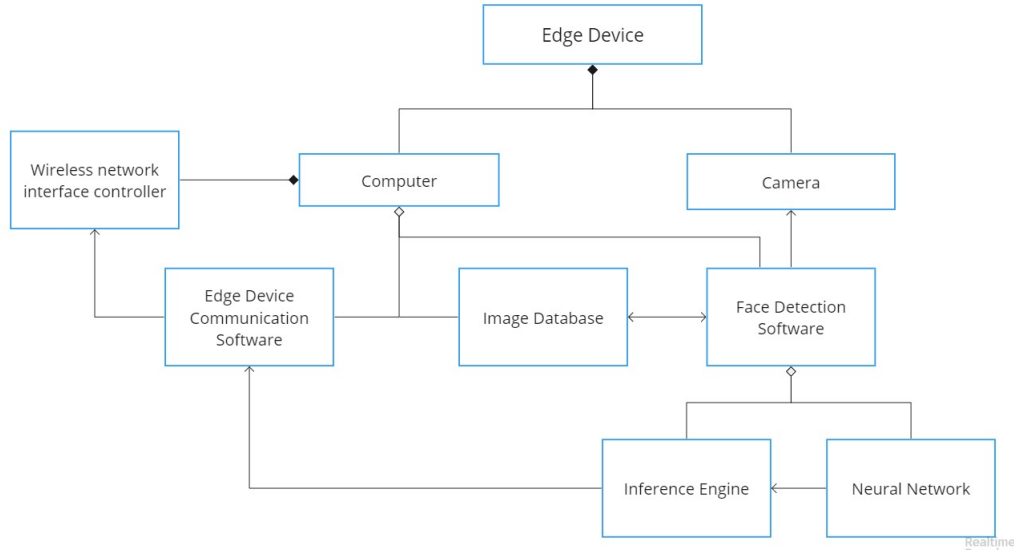 Edge Device
Wireless network
interface controller
Computer
Camera
Edge Device
Communication
Software
Image Database
Face Detection
Software
Inference Engine
Neural Network
Realtime